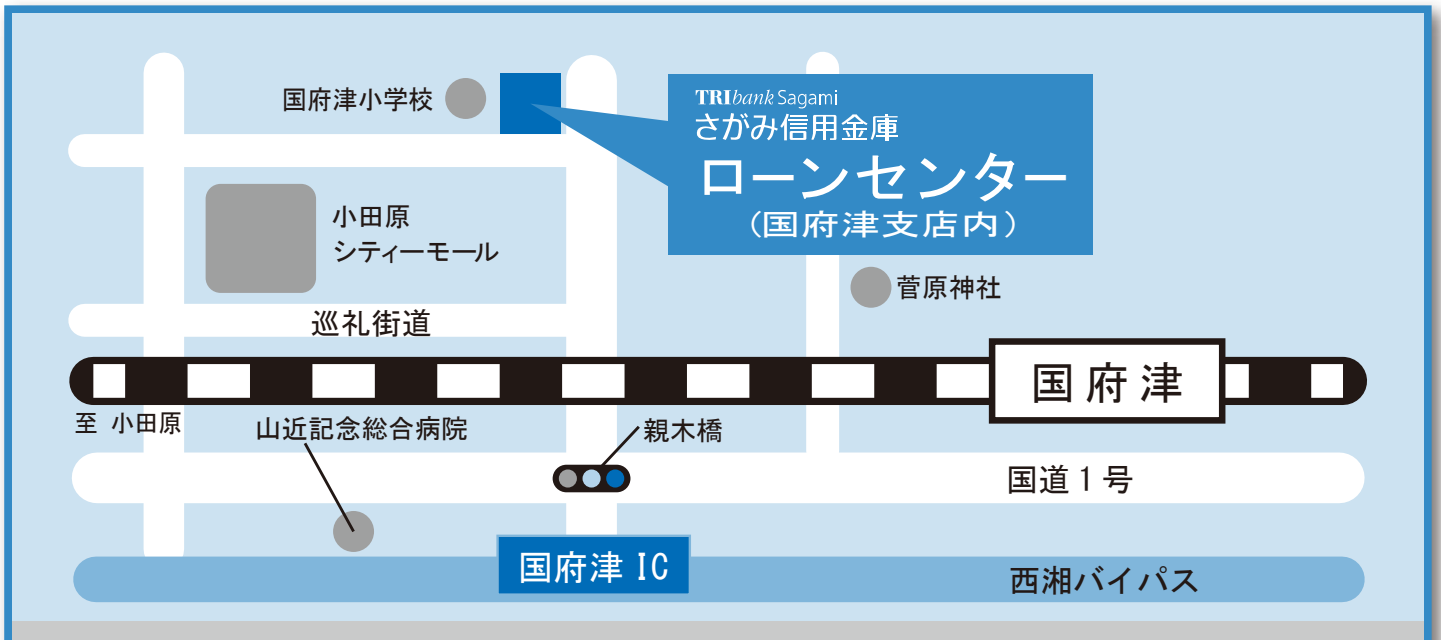 国府津小学校
TRIbank Sagami
さがみ信用金庫
ローンセンター
(国府津支店内)
小田原
シティーモール
菅原神社
巡礼街道
国府津
至 小田原
山近記念総合病院
親木橋
国道1号
国府津 IC
西湘バイパス